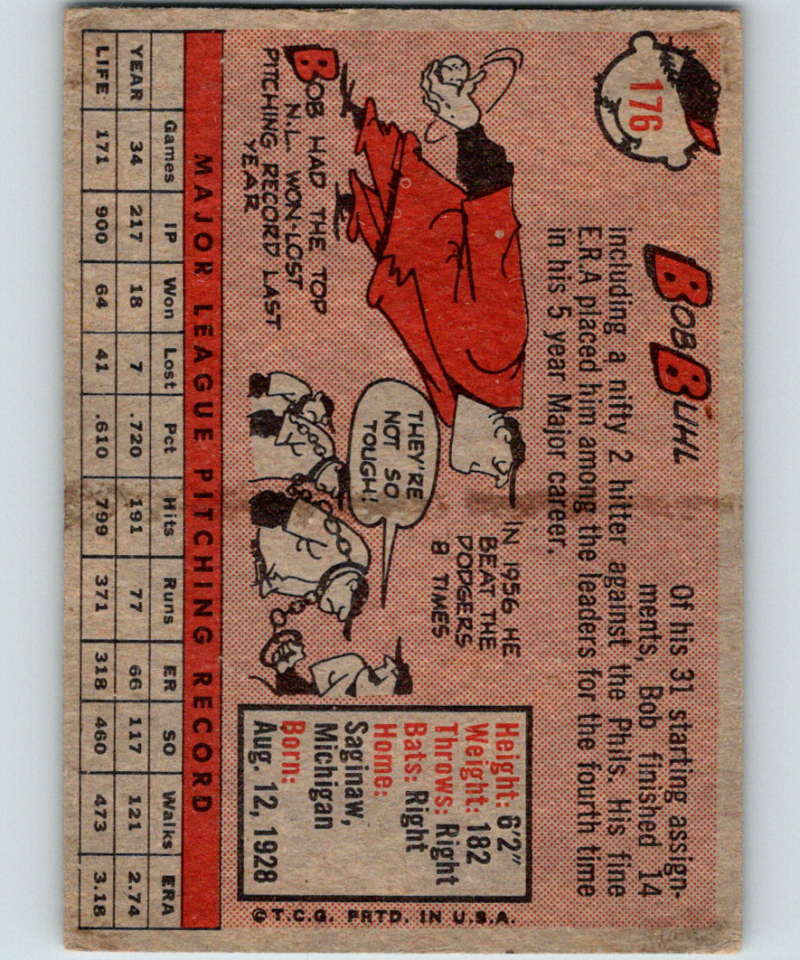 176
BOB BUHL
Of his 31 starting assign-
ments, Bob finished 14
including a nifty 2 hitter against the Phils. His fine
E.R.A placed him among the leaders for the fourth time
in his 5 year Major career.
BOB HAD THE TOP
N.L. WON-LOST
PITCHING RECORD LAST
YEAR
IN 1956 HE
BEAT THE
DODGERS
8 TIMES
THEY'RE
NOT SO
TOUGH!
Height: 6'2"
Weight: 182
Throws: Right
Bats: Right
Home:
Saginaw,
Michigan
Born:
Aug. 12, 1928
MAJOR LEAGUE PITCHING RECORD
Games IP Won Lost Pct Hits Runs ER SO Walks ERA
YEAR 34 217 18 7 .720 191 77 66 117 121 2.74
LIFE 171 900 64 41 .610 799 371 318 460 473 3.18
©T.C.G. PRTD. IN U.S.A.